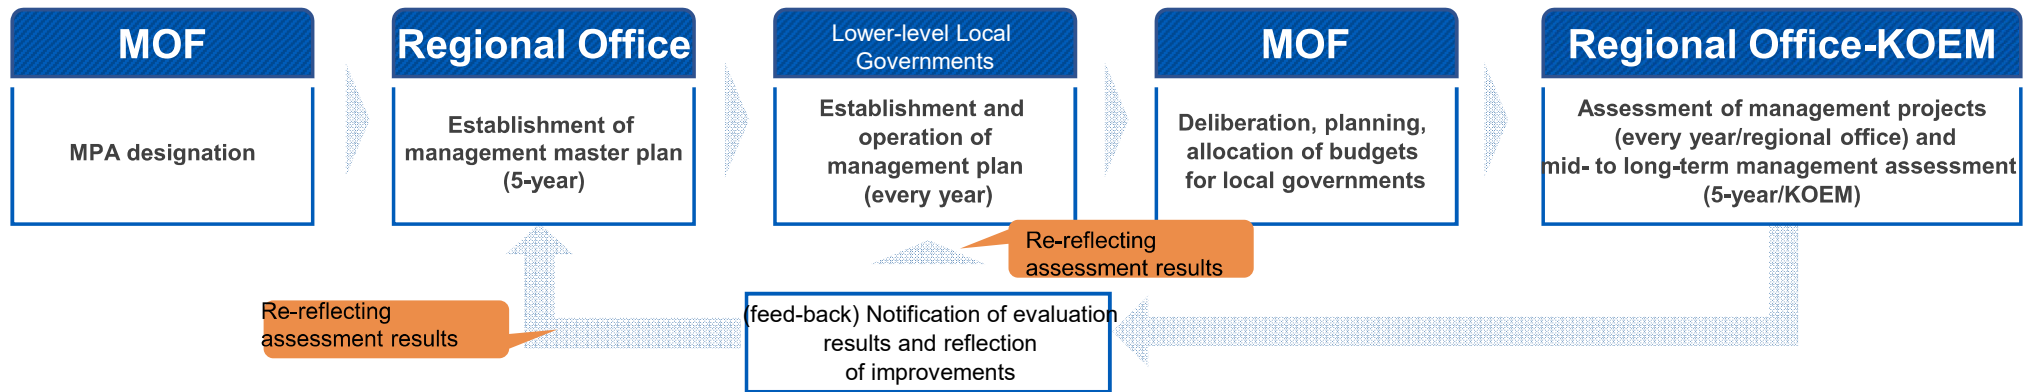 MOF
MPA designation
Regional Office
Establishment of
management master plan
(5-year)
Lower-level Local
Governments
Establishment and
operation of
management plan
(every year)
MOF
Deliberation, planning,
allocation of budgets
for local governments
Regional Office-KOEM
Assessment of management projects
(every year/regional office) and
mid- to long-term management assessment
(5-year/KOEM)
Re-reflecting
assessment results
Re-reflecting
assessment results
(feed-back) Notification of evaluation
results and reflection
of improvements